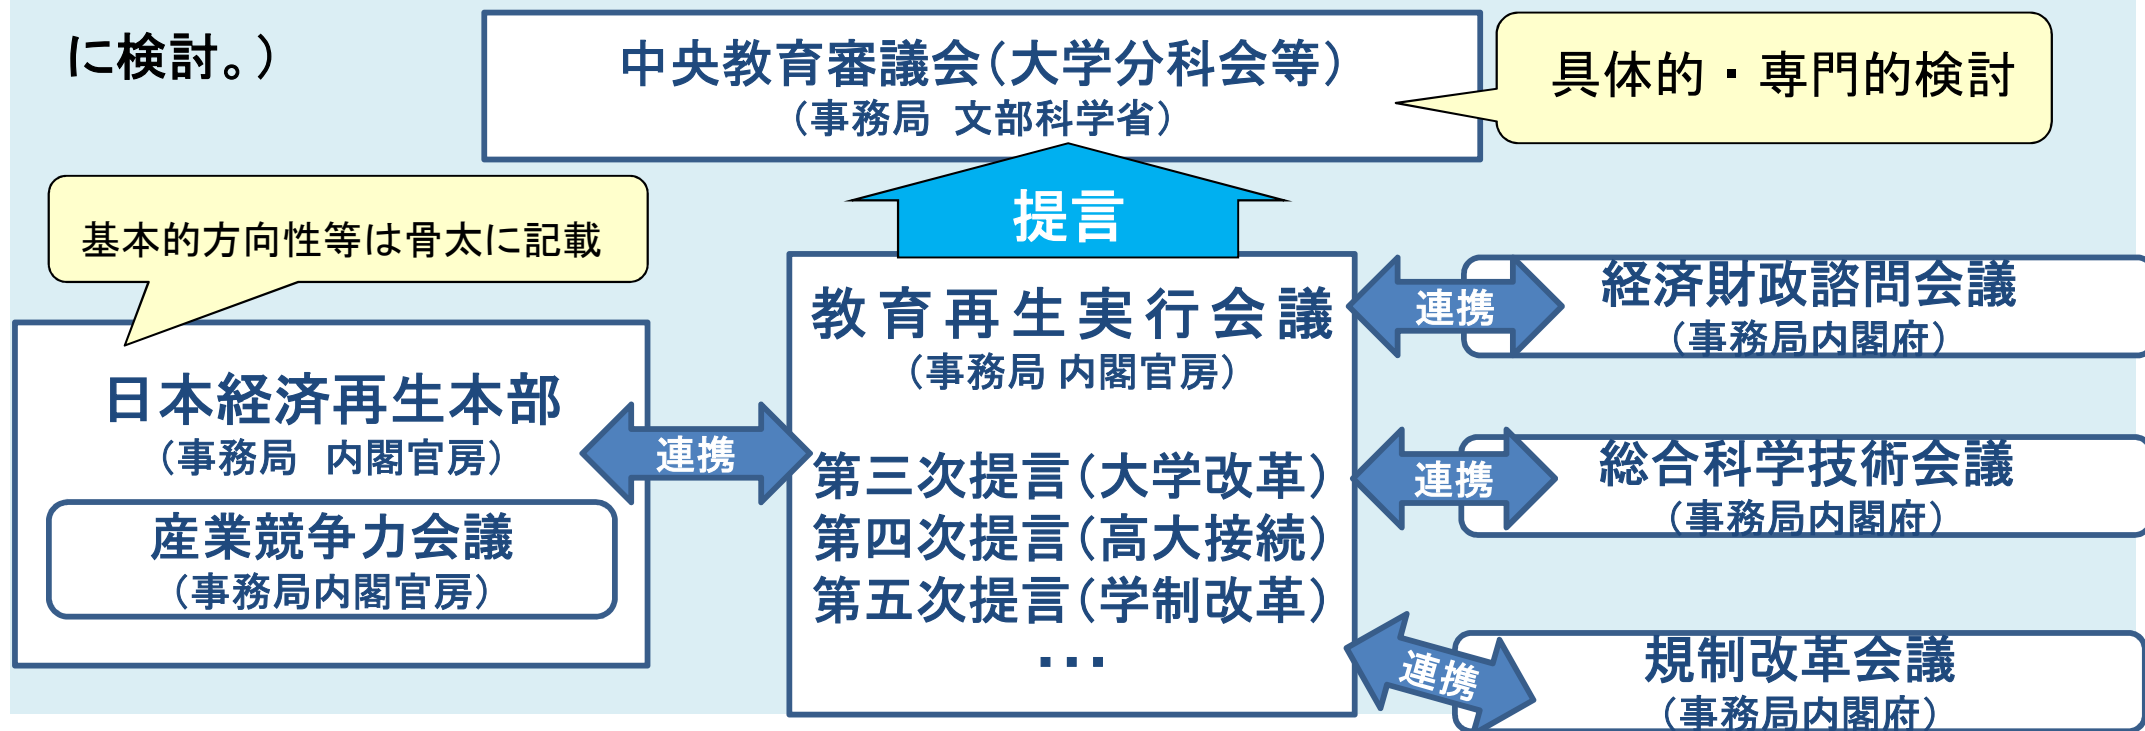 に検討。）
中央教育審議会（大学分科会等）
（事務局　文部科学省）
具体的・専門的検討
提言
基本的方向性等は骨太に記載
教育再生実行会議
（事務局 内閣官房）
第三次提言（大学改革）
第四次提言（高大接続）
第五次提言（学制改革）
・・・
日本経済再生本部
（事務局　内閣官房）
産業競争力会議
（事務局内閣官房）
連携
連携
経済財政諮問会議
（事務局内閣府）
連携
総合科学技術会議
（事務局内閣府）
連携
規制改革会議
（事務局内閣府）